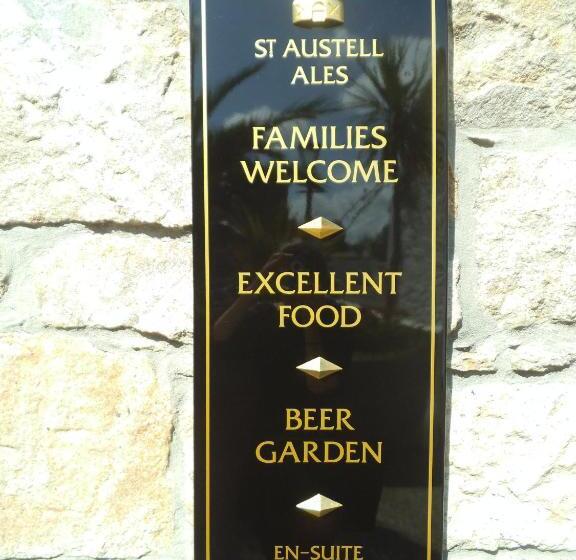 ST AUSTELL
ALES
FAMILIES
WELCOME
EXCELLENT
FOOD
BEER
GARDEN
EN-SUITE